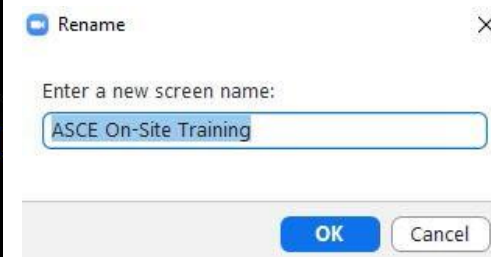 Rename
Enter a new screen name:
ASCE On-Site Training
OK
Cancel